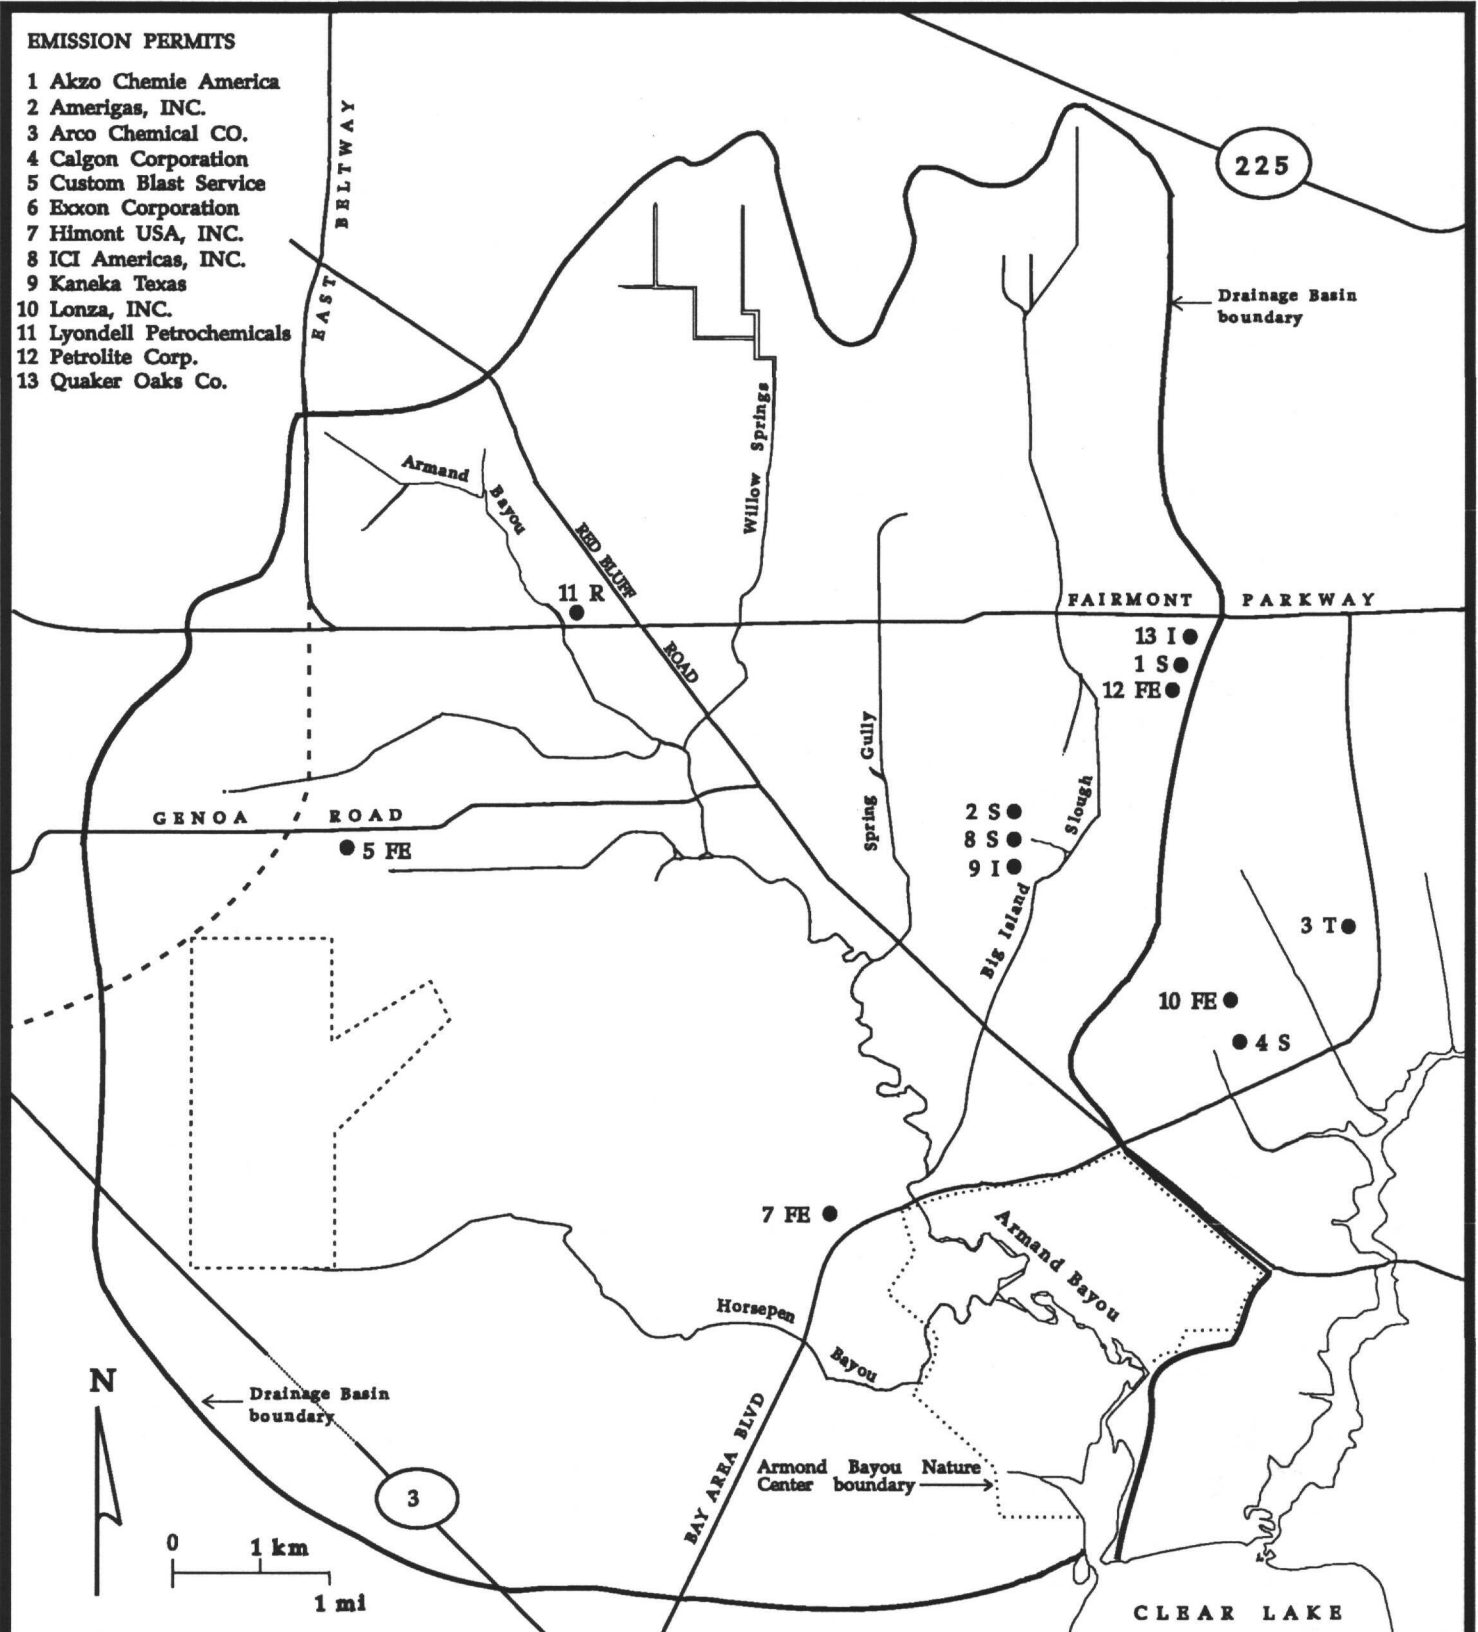 EMISSION PERMITS
1 Akzo Chemie America
2 Amerigas, INC.
3 Arco Chemical CO.
4 Calgon Corporation
5 Custom Blast Service
6 Exxon Corporation
7 Himont USA, INC.
8 ICI Americas, INC.
9 Kaneka Texas
10 Lonza, INC.
11 Lyondell Petrochemicals
12 Petrolite Corp.
13 Quaker Oaks Co.
EAST BELTWAY
225
Drainage Basin
boundary
Armand
Bayou
Willow Springs
RED BLUFF
ROAD
11 R
FAIRMONT PARKWAY
13 I
1 S
12 FE
Spring Gully
GENOA ROAD
5 FE
2 S
8 S
9 I
Big Island
Slough
3 T
10 FE
4 S
7 FE
Armand Bayou
Horsepen
Bayou
N
Drainage Basin
boundary
BAY AREA BLVD
Armond Bayou Nature
Center boundary
3
0
1 km
1 mi
CLEAR LAKE